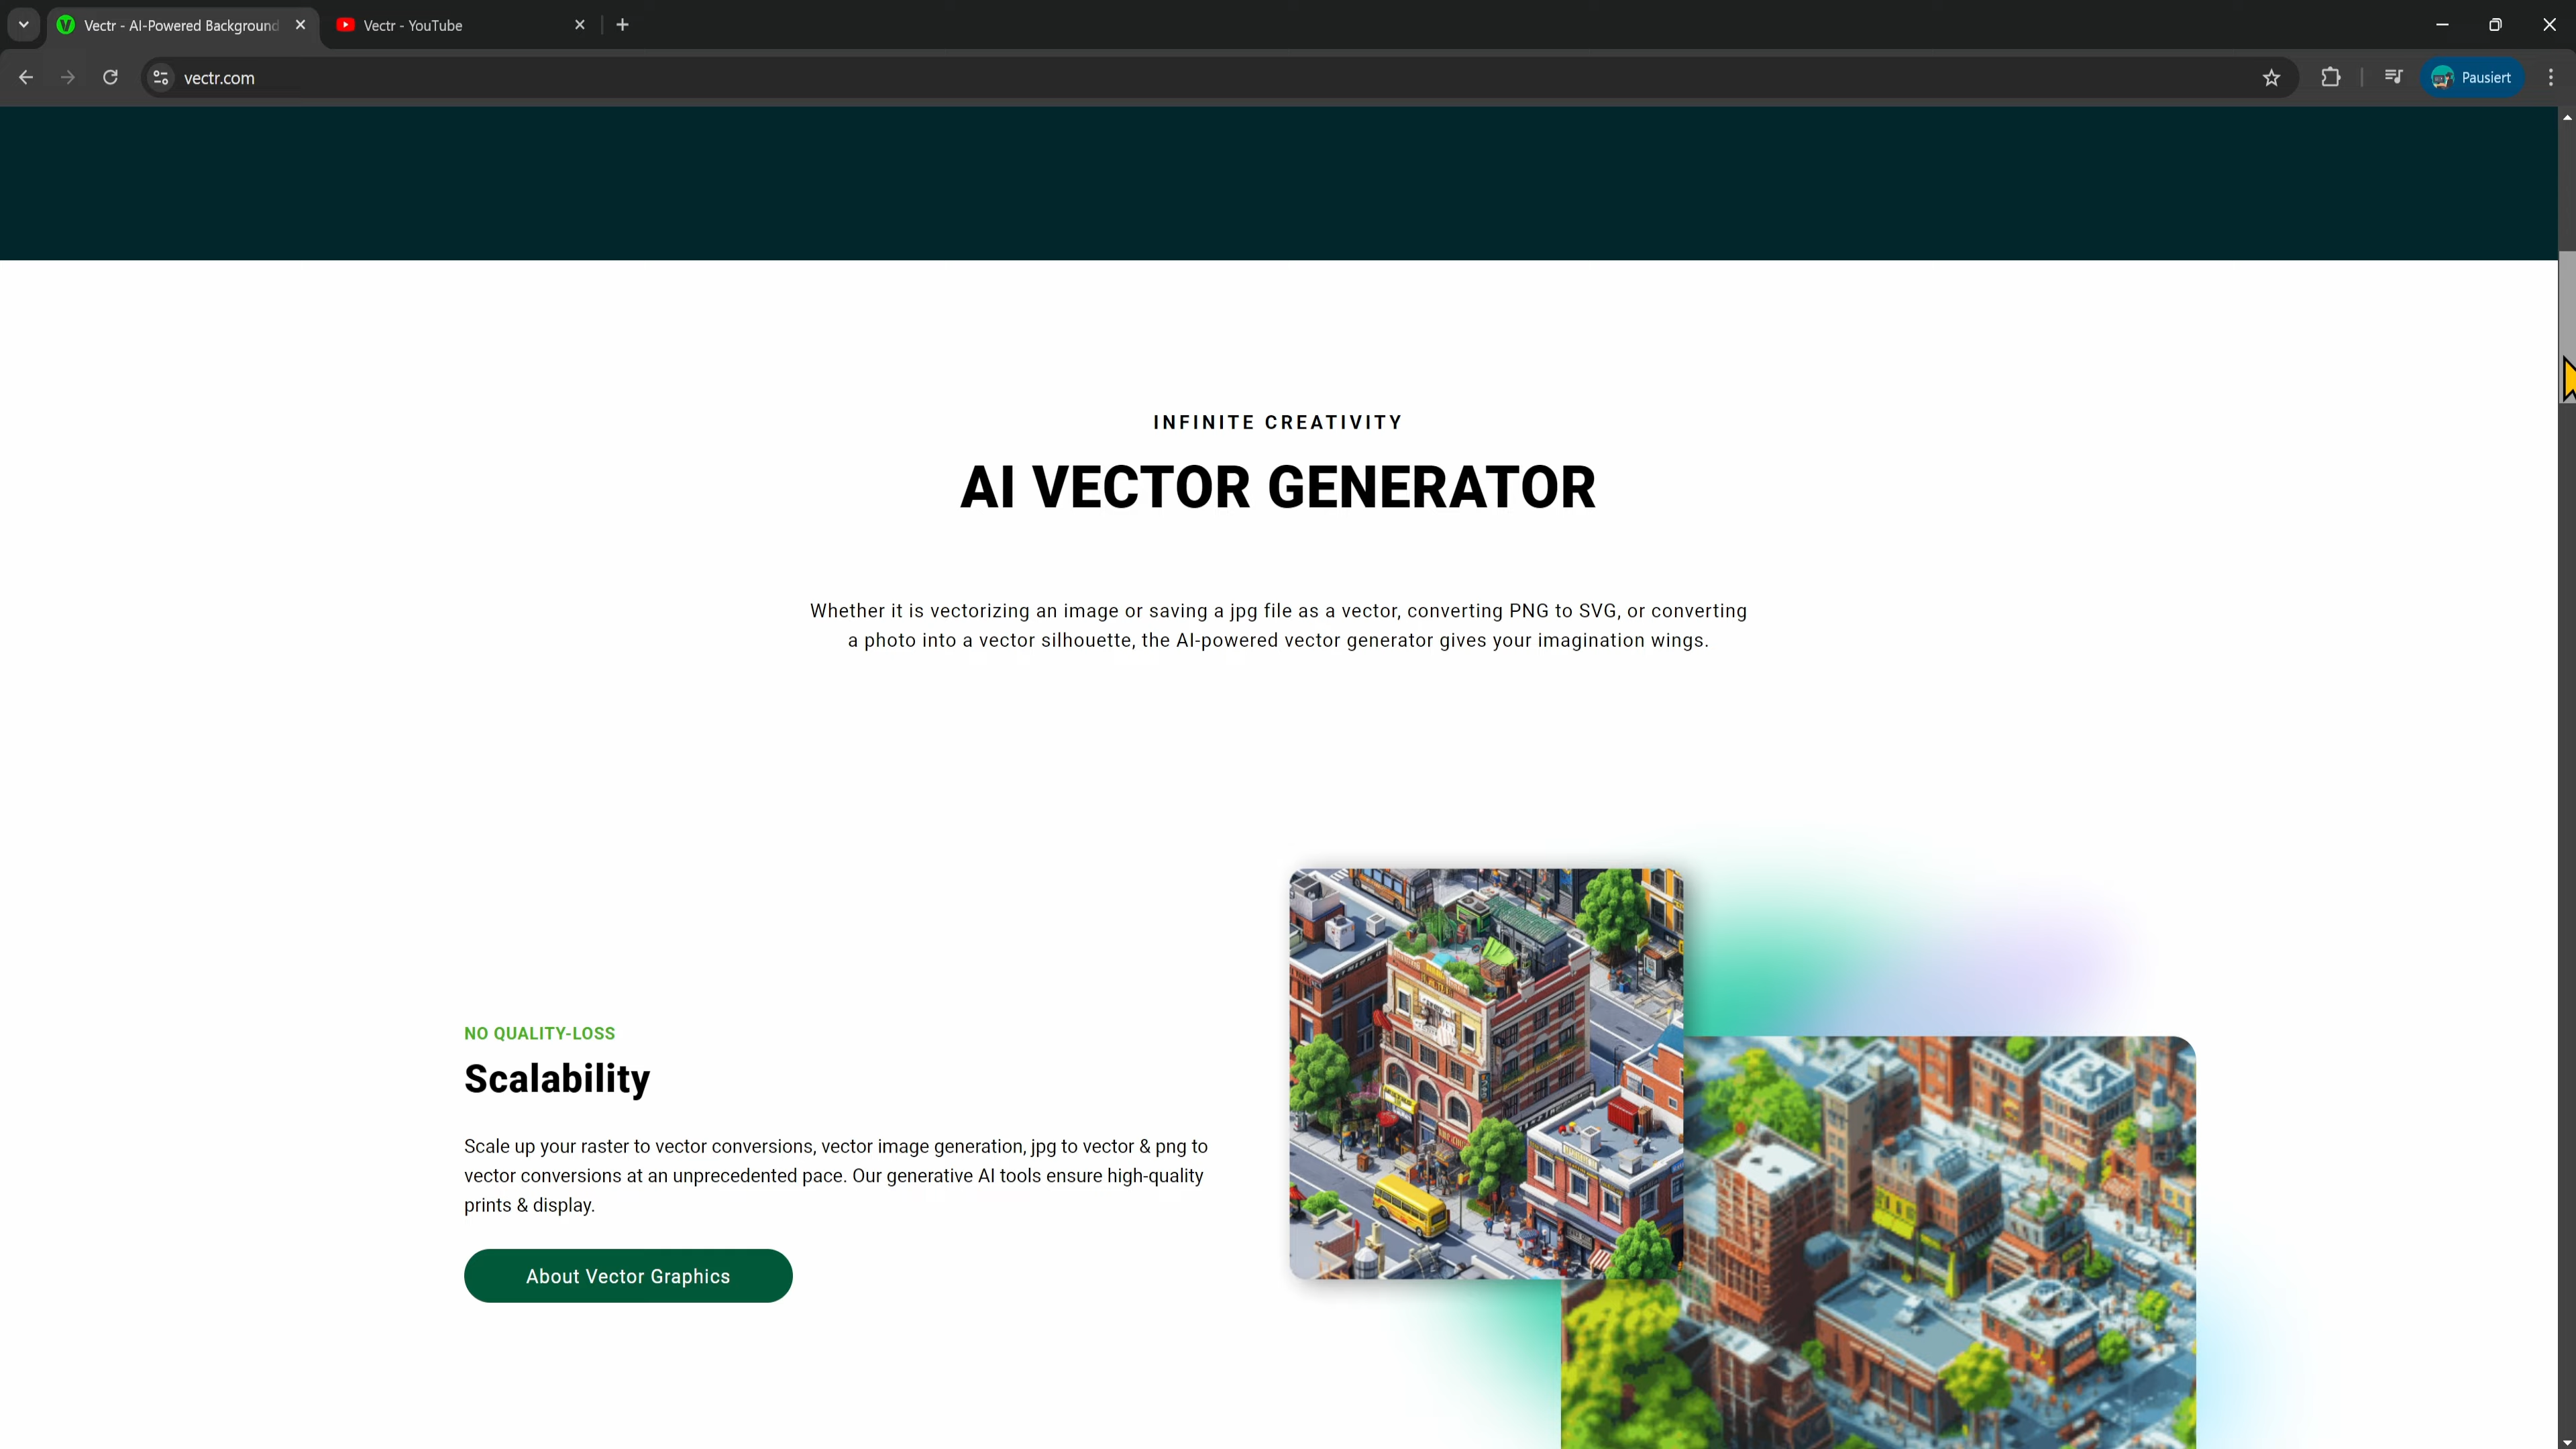 Vectr - AI-Powered Background
Vectr - YouTube
vectr.com
Pausiert
INFINITE CREATIVITY
AI VECTOR GENERATOR
Whether it is vectorizing an image or saving a jpg file as a vector, converting PNG to SVG, or converting
a photo into a vector silhouette, the AI-powered vector generator gives your imagination wings.
NO QUALITY-LOSS
Scalability
Scale up your raster to vector conversions, vector image generation, jpg to vector & png to
vector conversions at an unprecedented pace. Our generative AI tools ensure high-quality
prints & display.
About Vector Graphics